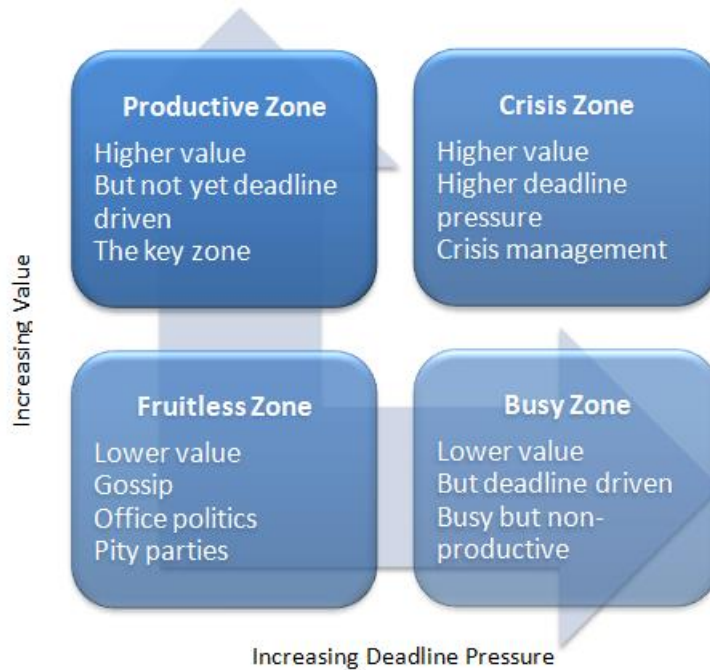 Productive Zone
Higher value
But not yet deadline
driven
The key zone
Crisis Zone
Higher value
Higher deadline
pressure
Crisis management
Increasing Value
Fruitless Zone
Lower value
Gossip
Office politics
Pity parties
Busy Zone
Lower value
But deadline driven
Busy but non-
productive
Increasing Deadline Pressure